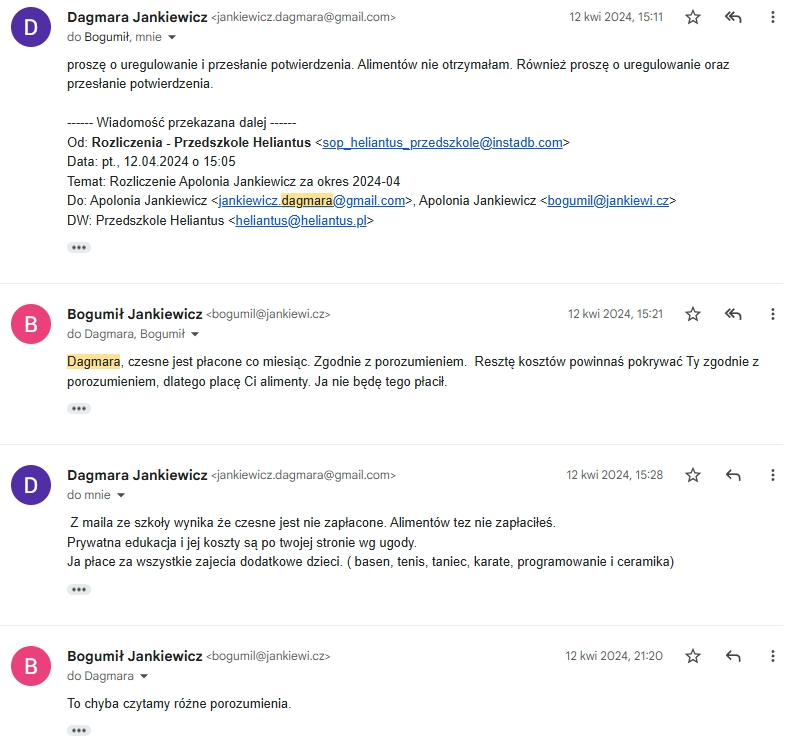 D
Dagmara Jankiewicz <jankiewicz.dagmara@gmail.com>
12 kwi 2024, 15:11
do Bogumił, mnie
proszę o uregulowanie i przesłanie potwierdzenia. Alimentów nie otrzymałam. Również proszę o uregulowanie oraz
przesłanie potwierdzenia.
------ Wiadomość przekazana dalej ------
Od: Rozliczenia - Przedszkole Heliantus <sop_heliantus_przedszkole@instadb.com>
Data: pt., 12.04.2024 o 15:05
Temat: Rozliczenie Apolonia Jankiewicz za okres 2024-04
Do: Apolonia Jankiewicz <jankiewicz.dagmara@gmail.com>, Apolonia Jankiewicz <bogumil@jankiewi.cz>
DW: Przedszkole Heliantus <heliantus@heliantus.pl>
B
Bogumił Jankiewicz <bogumil@jankiewi.cz>
12 kwi 2024, 15:21
do Dagmara, Bogumił
Dagmara, czesne jest płacone co miesiąc. Zgodnie z porozumieniem. Resztę kosztów powinnaś pokrywać Ty zgodnie z
porozumieniem, dlatego placę Ci alimenty. Ja nie będę tego płacił.
D
Dagmara Jankiewicz <jankiewicz.dagmara@gmail.com>
12 kwi 2024, 15:28
do mnie
Z maila ze szkoły wynika że czesne jest nie zapłacone. Alimentów tez nie zapłaciłeś.
Prywatna edukacja i jej koszty są po twojej stronie wg ugody.
Ja płace za wszystkie zajecia dodatkowe dzieci. ( basen, tenis, taniec, karate, programowanie i ceramika)
B
Bogumił Jankiewicz <bogumil@jankiewi.cz>
12 kwi 2024, 21:20
do Dagmara
To chyba czytamy różne porozumienia.